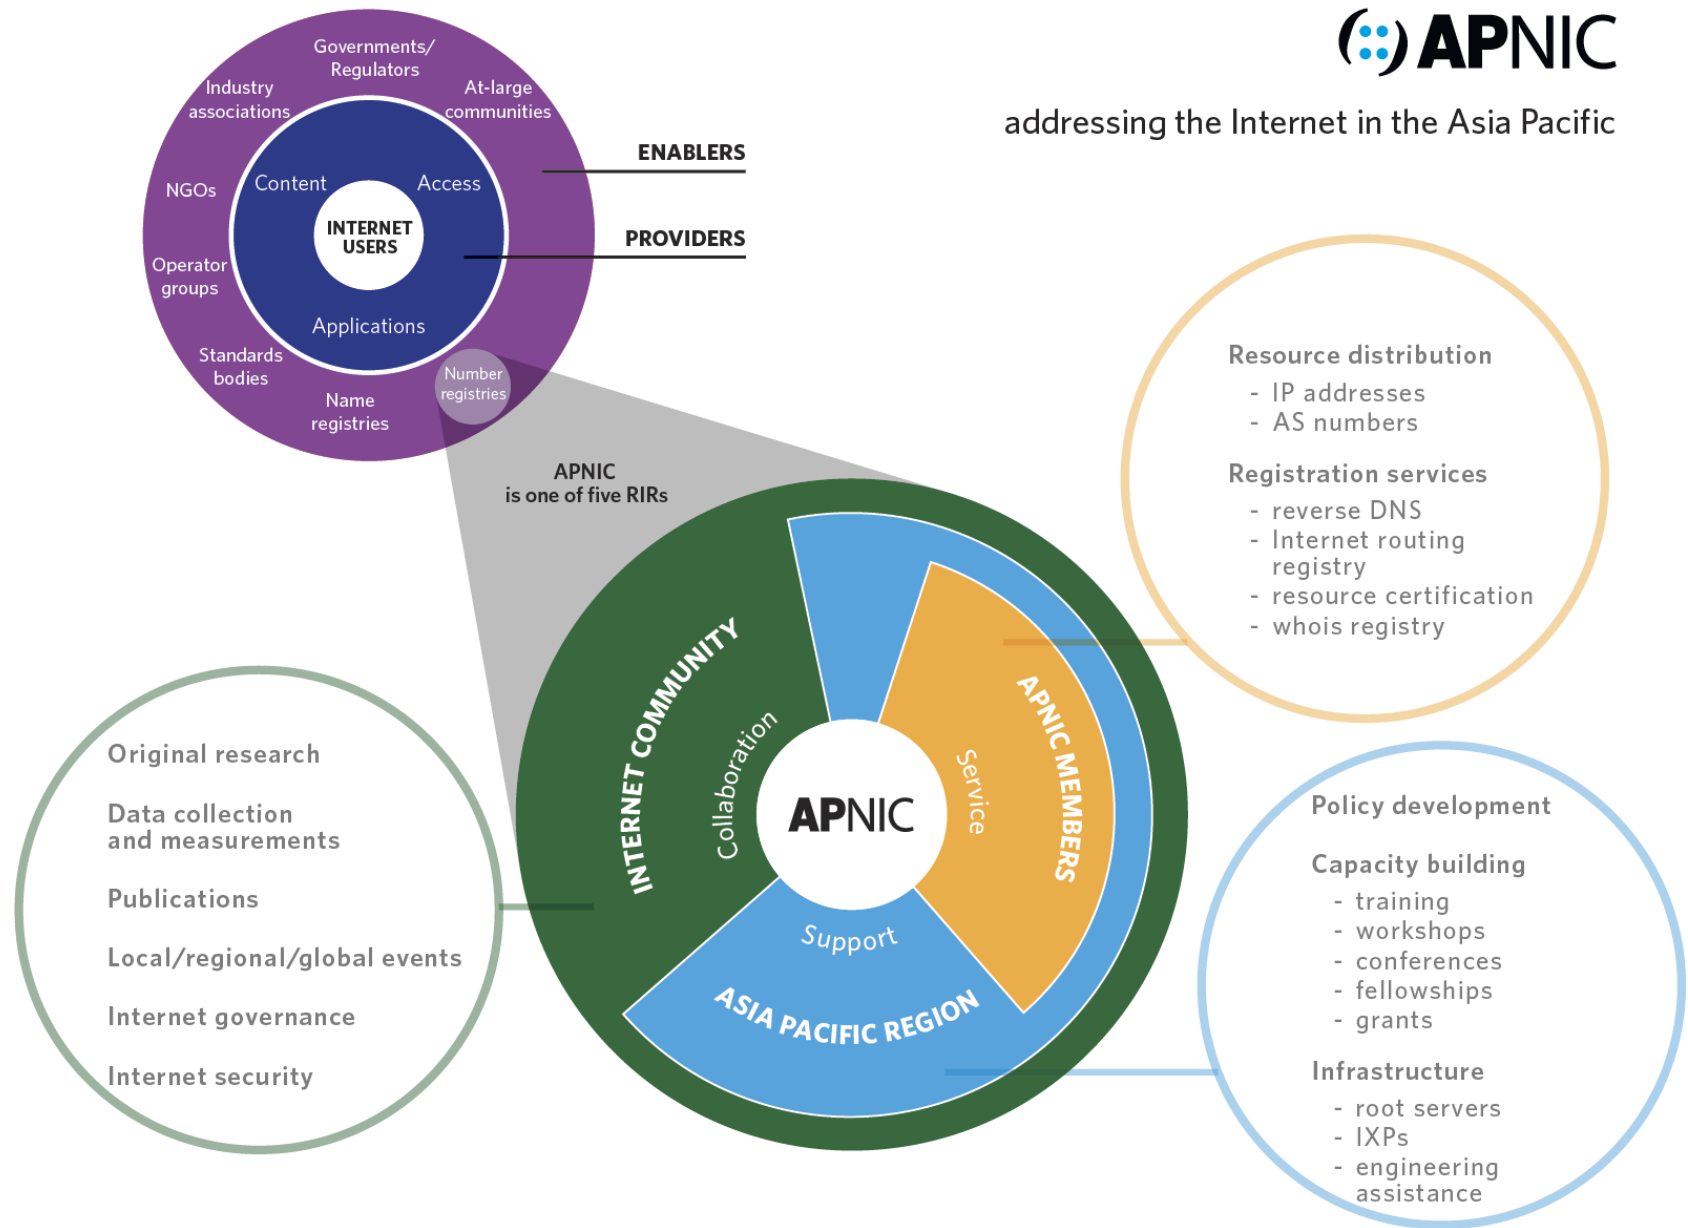 APNIC
addressing the Internet in the Asia Pacific
Governments/
Regulators
Industry
associations
At-large
communities
NGOs
Operator
groups
Standards
bodies
Name
registries
Number
registries
Content
Access
Applications
INTERNET
USERS
ENABLERS
PROVIDERS
APNIC
is one of five RIRs
INTERNET COMMUNITY
Collaboration
APNIC
Service
APNIC MEMBERS
Support
ASIA PACIFIC REGION
Resource distribution
- IP addresses
- AS numbers
Registration services
- reverse DNS
- Internet routing
registry
- resource certification
- whois registry
Original research
Data collection
and measurements
Publications
Local/regional/global events
Internet governance
Internet security
Policy development
Capacity building
- training
- workshops
- conferences
- fellowships
- grants
Infrastructure
- root servers
- IXPs
- engineering
assistance